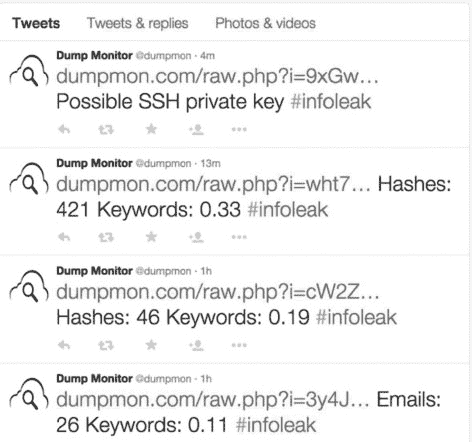 Tweets Tweets & replies Photos & videos
Dump Monitor @dumpmon · 4m
dumpmon.com/raw.php?i=9xGw...
Possible SSH private key #infoleak
Dump Monitor @dumpmon · 13m
dumpmon.com/raw.php?i=wht7... Hashes:
421 Keywords: 0.33 #infoleak
Dump Monitor @dumpmon · 1h
dumpmon.com/raw.php?i=cW2Z...
Hashes: 46 Keywords: 0.19 #infoleak
Dump Monitor @dumpmon · 1h
dumpmon.com/raw.php?i=3y4J... Emails:
26 Keywords: 0.11 #infoleak